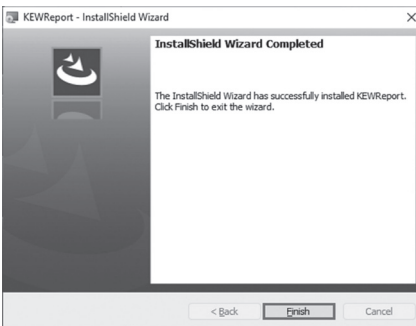 KEWReport - InstallShield Wizard
InstallShield Wizard Completed
The InstallShield Wizard has successfully installed KEWReport.
Click Finish to exit the wizard.
< Back
Finish
Cancel